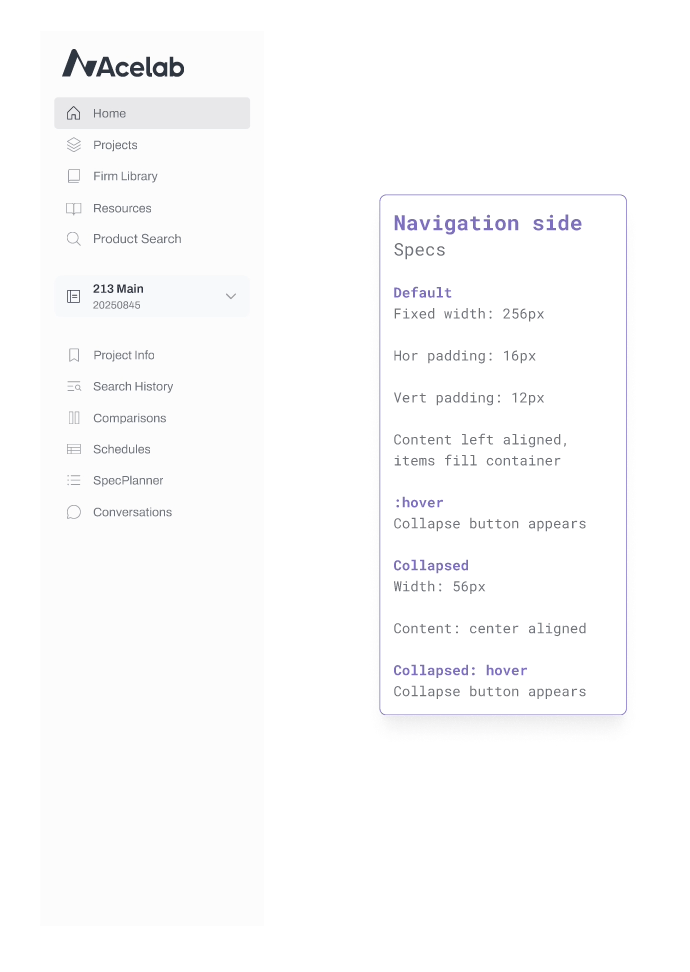 Acelab
Home
Projects
Firm Library
Resources
Product Search
213 Main
20250845
Project Info
Search History
Comparisons
Schedules
SpecPlanner
Conversations
Navigation side
Specs
Default
Fixed width: 256px
Hor padding: 16px
Vert padding: 12px
Content left aligned,
items fill container
:hover
Collapse button appears
Collapsed
Width: 56px
Content: center aligned
Collapsed: hover
Collapse button appears